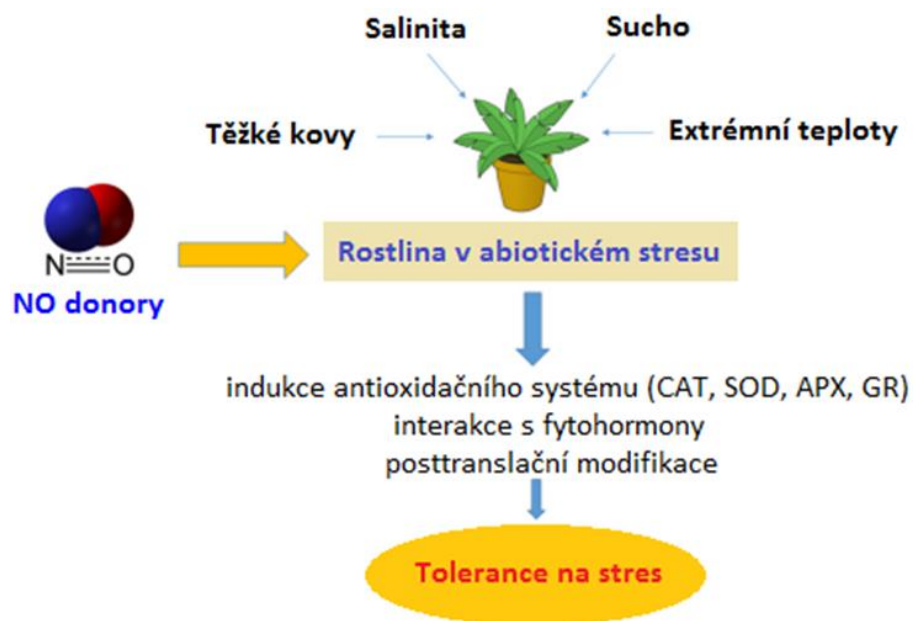 Salinita
Sucho
Těžké kovy
Extrémní teploty
N O
NO donory
Rostlina v abiotickém stresu
indukce antioxidačního systému (CAT, SOD, APX, GR)
interakce s fytohormony
posttranslační modifikace
Tolerance na stres